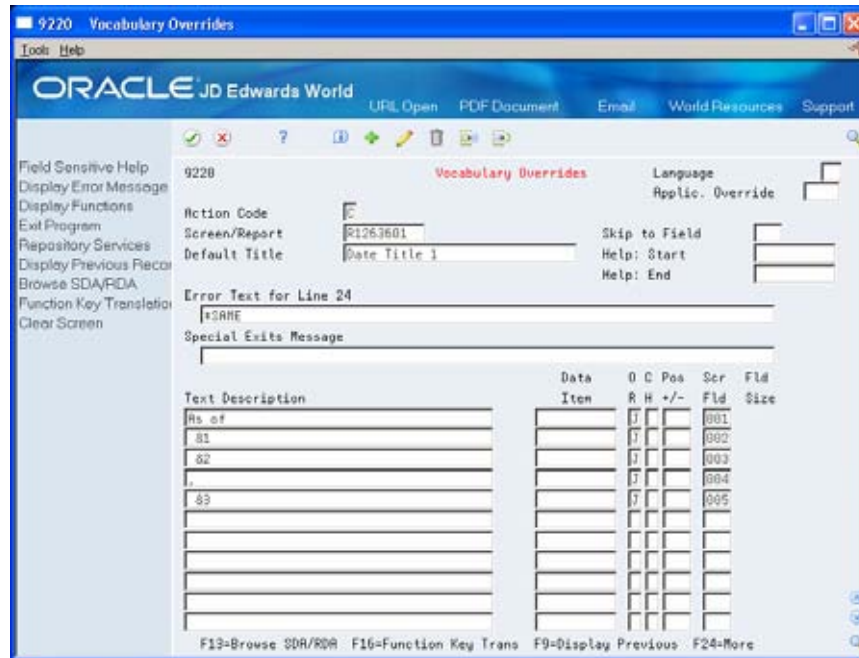 9220 Vocabulary Overrides
Tools Help
ORACLE JD Edwards World
URL Open PDF Document Email World Resources Support
Field Sensitive Help
Display Error Message
Display Functions
Exit Program
Repository Services
Display Previous Recor
Browse SDA/RDA
Function Key Translation
Clear Screen
9220 Vocabulary Overrides Language
Applic. Override
Action Code C
Screen/Report R1263601 Skip to Field
Default Title Date Title 1 Help: Start
Help: End
Error Text for Line 24
*SAME
Special Exits Message
Data O C Pos Scr Fld
Text Description Item R H +/- Fld Size
As of J 001
&1 J 002
&2 J 003
, J 004
&3 J 005
F13=Browse SDA/RDA F16=Function Key Trans F9=Display Previous F24=More